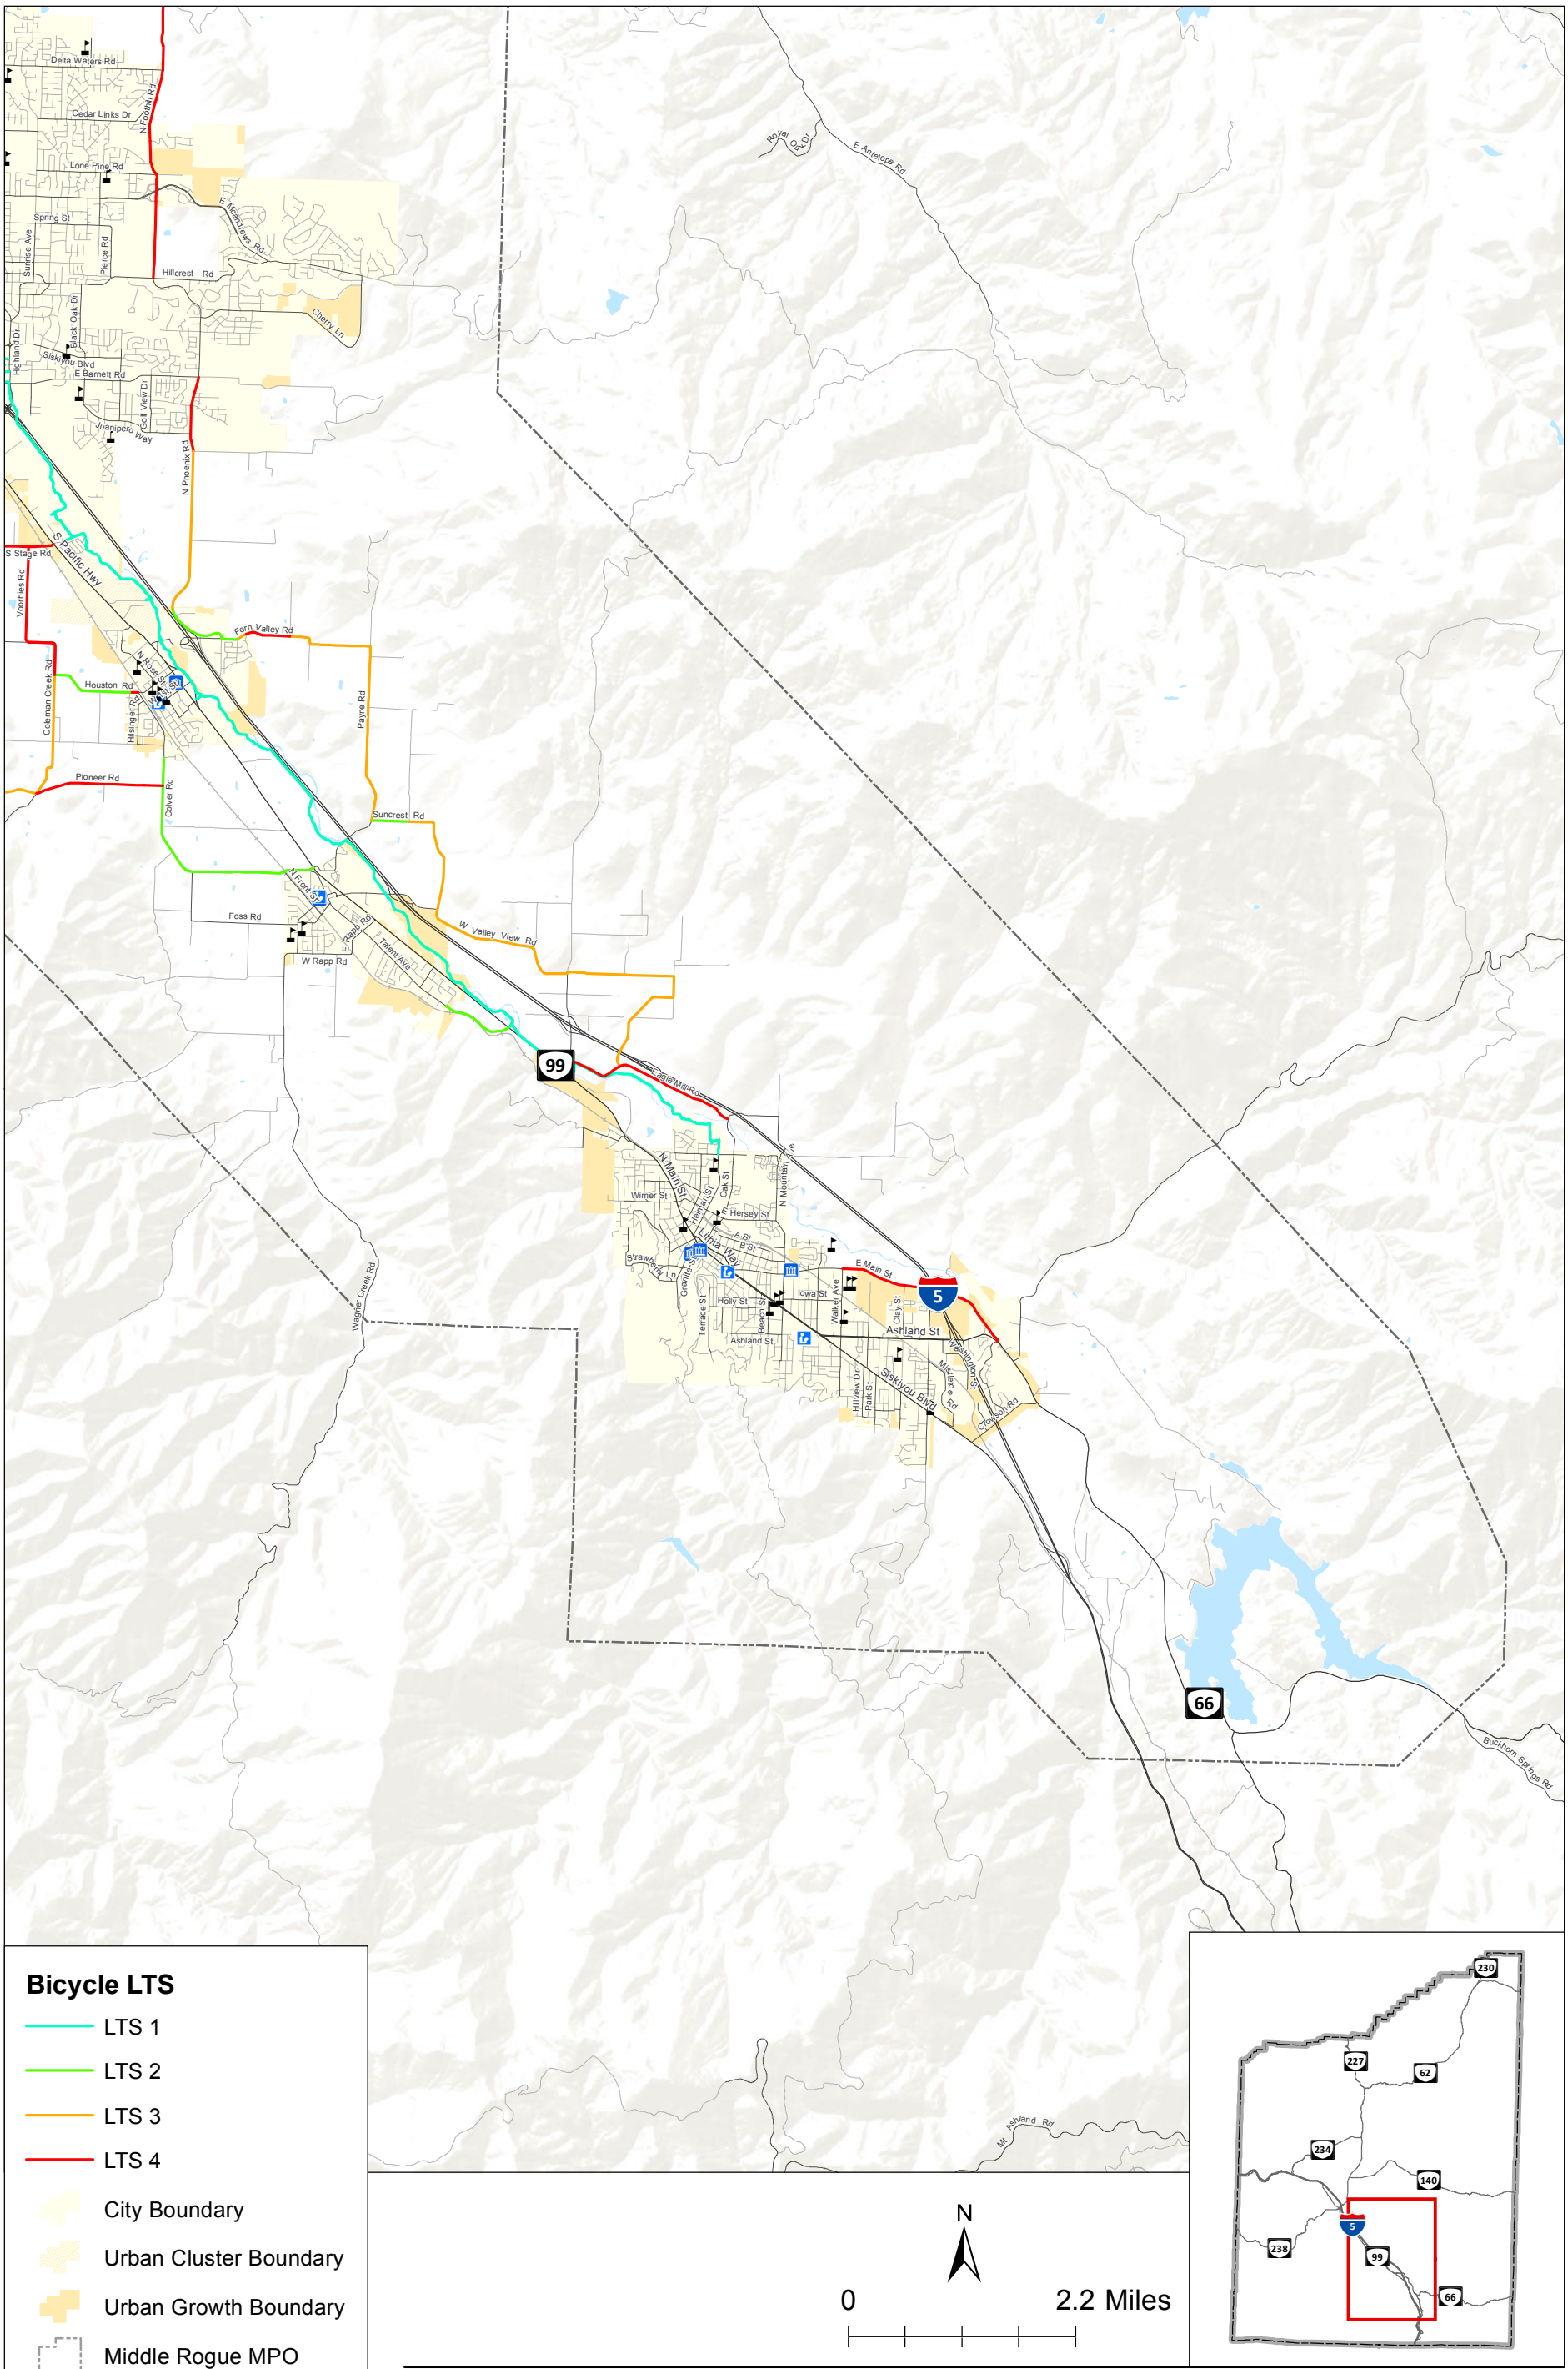 Delta Waters Rd
N Foothill Rd
Cedar Links Dr
Lone Pine Rd
Royal Oak Dr
E Antelope Rd
E Mcandrews Rd
Spring St
Sunrise Ave
Pierce Rd
Hillcrest Rd
Cherry Ln
Black Oak Dr
Highland Dr
Siskiyou Blvd
E Barnett Rd
Golf View Dr
Juanipero Way
N Phoenix Rd
S Pacific Hwy
S Stage Rd
Voorhies Rd
Fern Valley Rd
N Rose St
Houston Rd
Coleman Creek Rd
Hilsinger Rd
Payne Rd
Pioneer Rd
Colver Rd
Suncrest Rd
N Front St
Foss Rd
E Rapp Rd
Talent Ave
W Rapp Rd
W Valley View Rd
99
Eagle Mill Rd
N Main St
N Mountain Ave
Oak St
Wimer St
Helman St
Hersey St
A St
B St
Lithia Way
Strawberry Ln
Granite St
E Main St
5
Wagner Creek Rd
Terrace St
Holly St
Beach St
Iowa St
Walker Ave
Clay St
Ashland St
Ashland St
Washington St
Siskiyou Blvd
Hillview Dr
Park St
Crowson Rd
66
Buckhorn Springs Rd
Mt Ashland Rd
Bicycle LTS
LTS 1
LTS 2
LTS 3
LTS 4
City Boundary
Urban Cluster Boundary
Urban Growth Boundary
Middle Rogue MPO
N
0 2.2 Miles
230
227
62
234
140
5
238
99
66